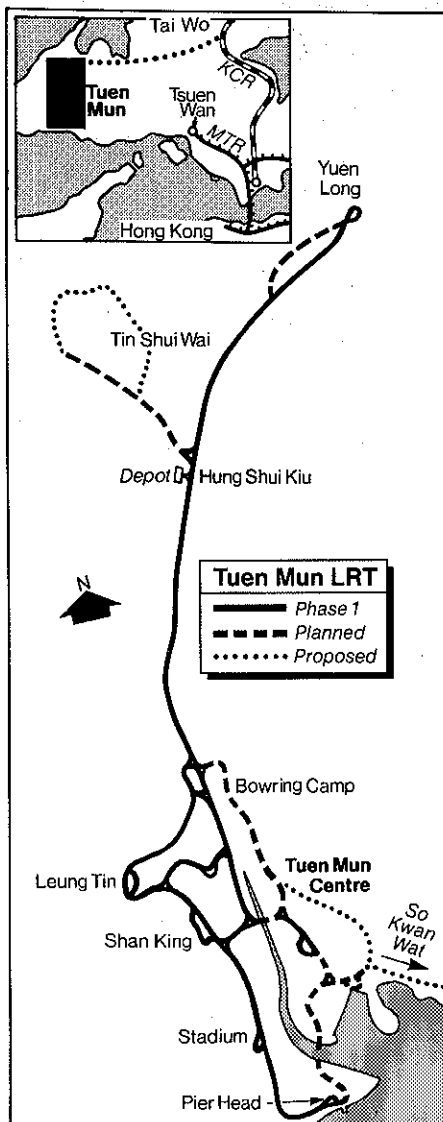 Tai Wo
Tuen
Mun
Tsuen
Wan
KCR
MTR
Hong Kong
Yuen
Long
Tin Shui Wai
Depot
Hung Shui Kiu
N
Tuen Mun LRT
Phase 1
Planned
Proposed
Bowring Camp
Leung Tin
Tuen Mun
Centre
Shan King
So
Kwan
Wat
Stadium
Pier Head